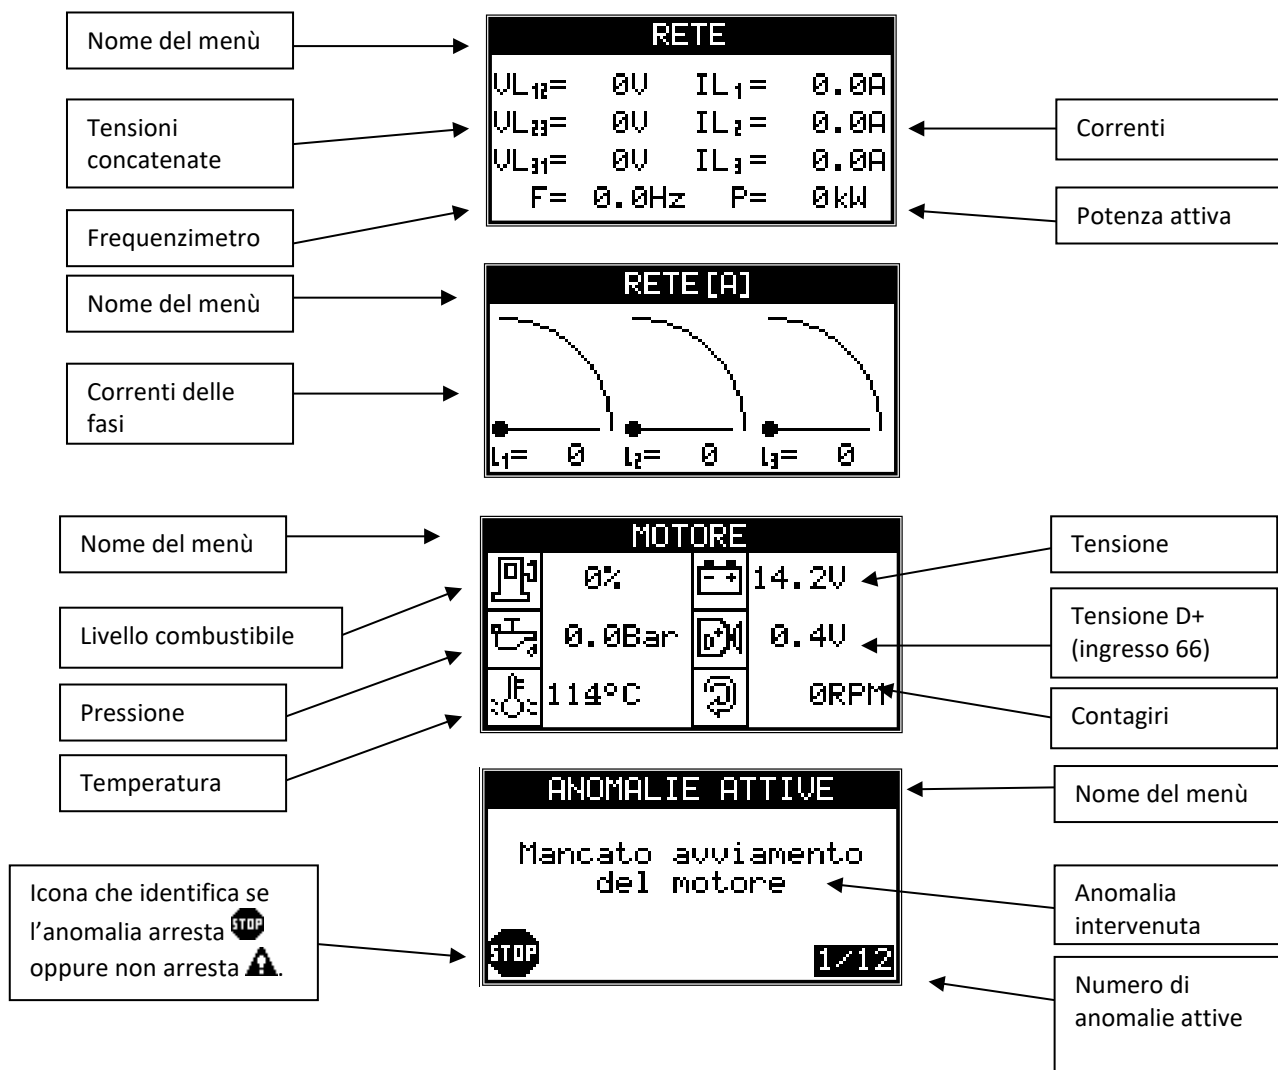 Nome del menù
Tensioni
concatenate
Frequenzimetro
RETE
VL12= 0V IL1= 0.0A
VL23= 0V IL2= 0.0A
VL31= 0V IL3= 0.0A
F= 0.0Hz P= 0kW
Correnti
Potenza attiva
Nome del menù
Correnti delle
fasi
RETE[A]
L1= 0 L2= 0 L3= 0
Nome del menù
Livello combustibile
Pressione
Temperatura
MOTORE
0% - + 14.2V
0.0Bar D+ 0.4V
114°C 0RPM
Tensione
Tensione D+
(ingresso 66)
Contagiri
Icona che identifica se
l’anomalia arresta STOP
oppure non arresta .
ANOMALIE ATTIVE
Mancato avviamento
del motore
STOP 1/12
Nome del menù
Anomalia
intervenuta
Numero di
anomalie attive